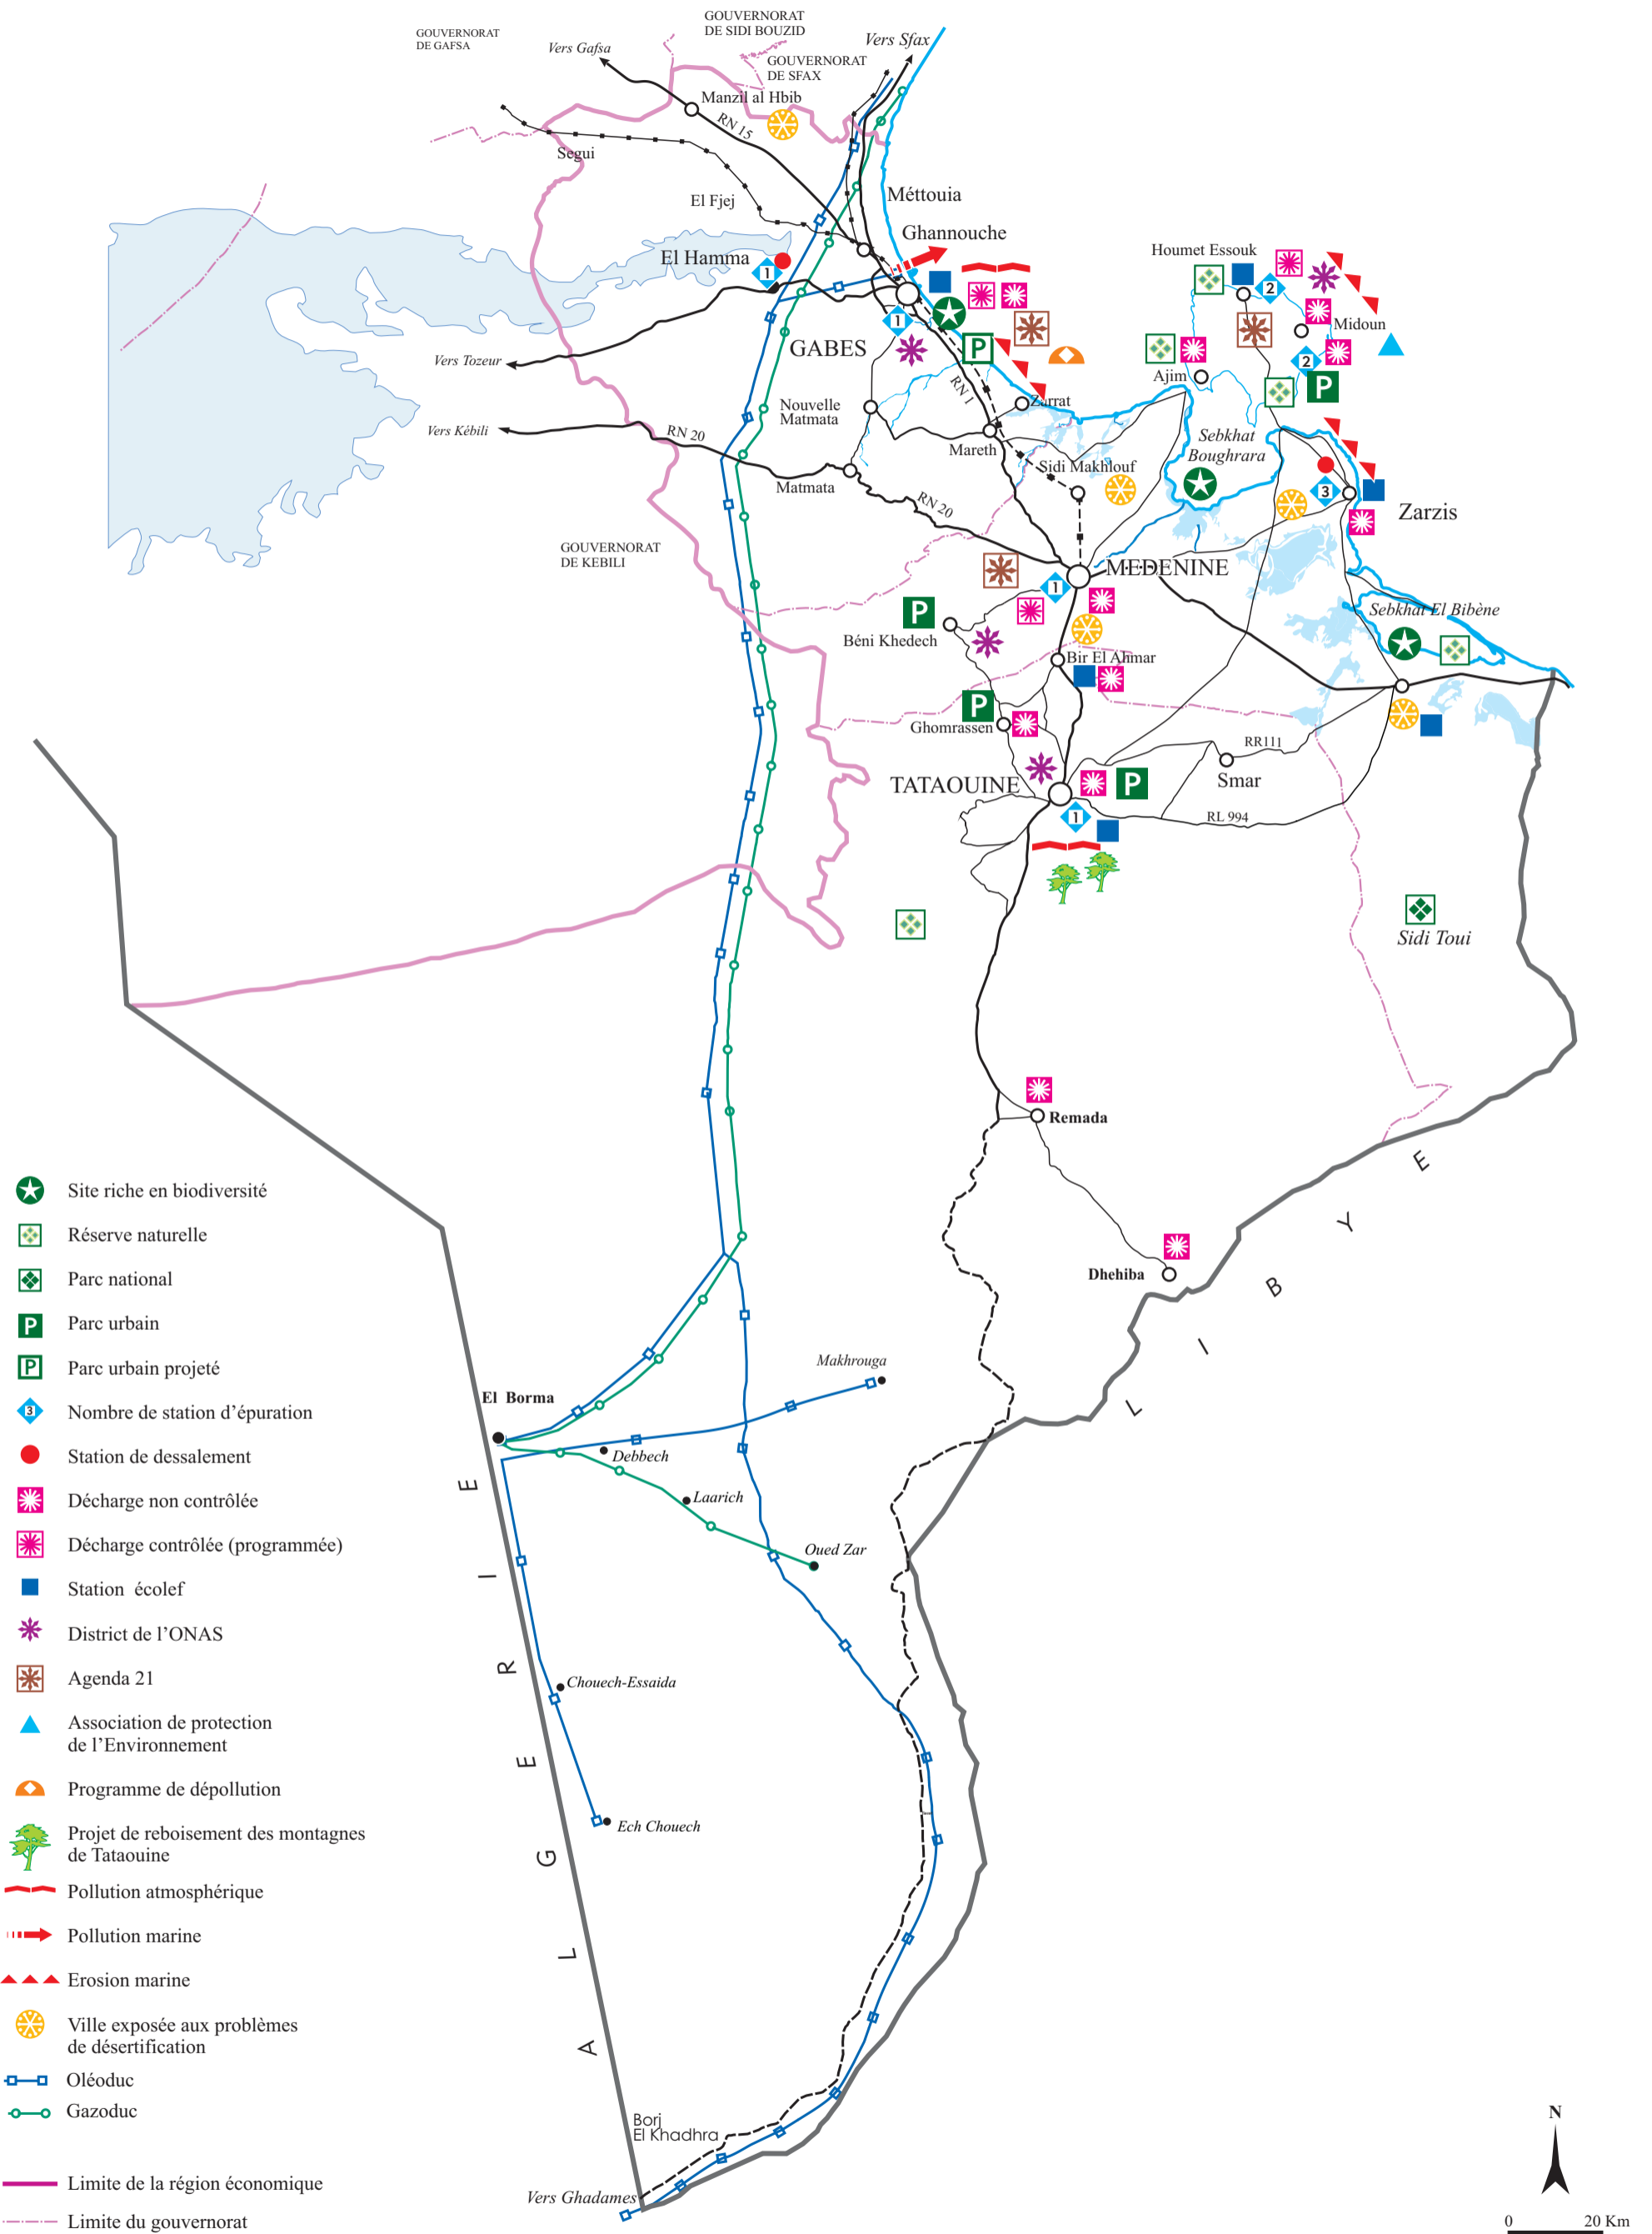 GOUVERNORAT
DE SIDI BOUZID
GOUVERNORAT
DE GAFSA
Vers Gafsa
Vers Sfax
GOUVERNORAT
DE SFAX
Manzil al Hbib
RN 15
Segui
El Fjej
Méttouia
Ghannouche
El Hamma
1
Houmet Essouk
2
Midoun
1
GABES
P
Vers Tozeur
RN 1
Ajim
2
P
Zarrat
Nouvelle
Matmata
Vers Kébili
RN 20
Mareth
Sebkhat
Boughrara
Sidi Makhlouf
Matmata
RN 20
3
Zarzis
GOUVERNORAT
DE KEBILI
MEDENINE
1
P
Béni Khedech
Sebkhat El Bibène
Bir El Ahmar
P
Ghomrassen
RR111
Smar
TATAOUINE
P
1
RL 994
Sidi Toui
Remada
Dhehiba
L I B Y E
Site riche en biodiversité
Réserve naturelle
Parc national
P Parc urbain
P Parc urbain projeté
3 Nombre de station d’épuration
Station de dessalement
Décharge non contrôlée
Décharge contrôlée (programmée)
Station écolef
District de l’ONAS
Agenda 21
Association de protection
de l’Environnement
Programme de dépollution
Projet de reboisement des montagnes
de Tataouine
Pollution atmosphérique
Pollution marine
Erosion marine
Ville exposée aux problèmes
de désertification
Oléoduc
Gazoduc
Limite de la région économique
Limite du gouvernorat
Makhrouga
El Borma
Debbech
Laarich
Oued Zar
Chouech-Essaida
Ech Chouech
A L G E R I E
Borj
El Khadhra
Vers Ghadames
N
0 20 Km